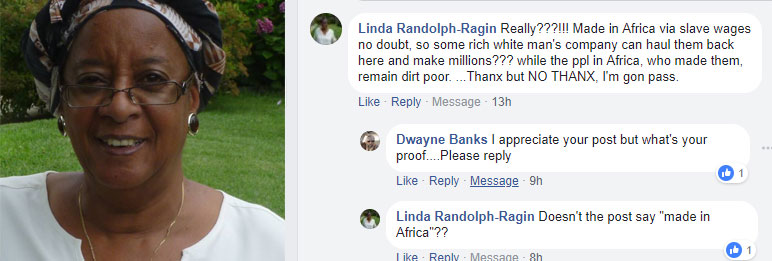 Linda Randolph-Ragin Really???!!! Made in Africa via slave wages
no doubt, so some rich white man's company can haul them back
here and make millions??? while the ppl in Africa, who made them,
remain dirt poor. ...Thanx but NO THANX, I'm gon pass.
Like · Reply · Message · 13h
Dwayne Banks I appreciate your post but what's your
proof....Please reply
1
Like · Reply · Message · 9h
Linda Randolph-Ragin Doesn't the post say "made in
Africa"??
1
Like · Reply · Message · 8h